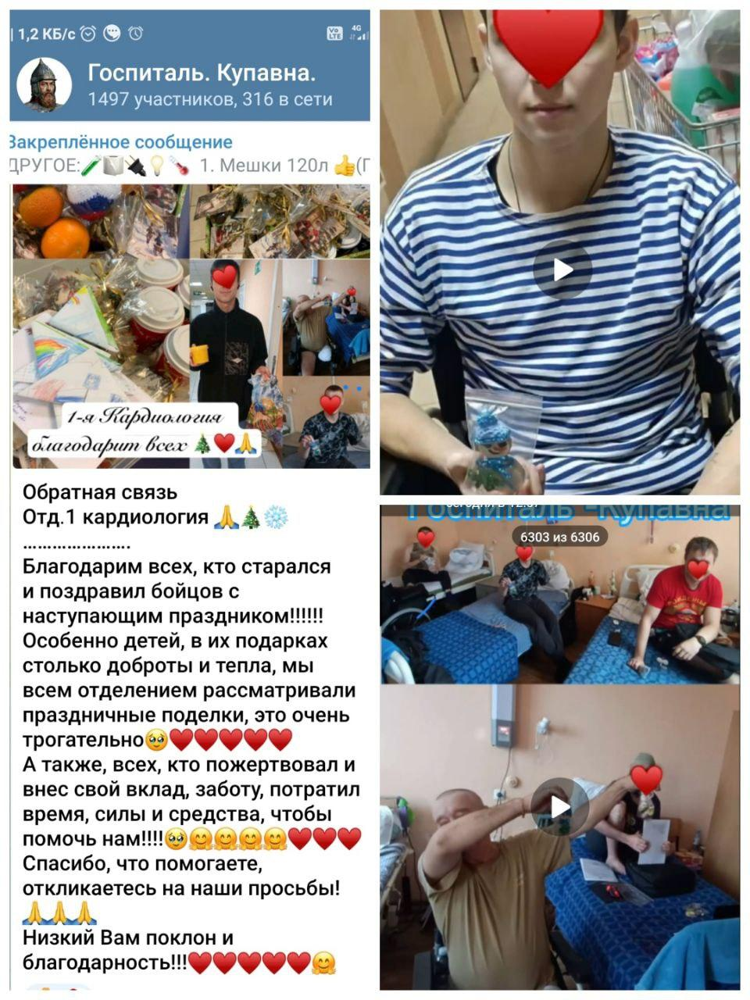 1,2 КБ/с
Vo LTE 4G
Госпиталь. Купавна.
1497 участников, 316 в сети
Закреплённое сообщение
ДРУГОЕ: 1. Мешки 120л
1-я Кардиология
благодарит всех 🎄❤️🙏
Обратная связь
Отд.1 кардиология 🙏🎄❄️
………………….
Благодарим всех, кто старался
и поздравил бойцов с
наступающим праздником!!!!!!
Особенно детей, в их подарках
столько доброты и тепла, мы
всем отделением рассматривали
праздничные поделки, это очень
трогательно🥹❤️❤️❤️❤️❤️
А также, всех, кто пожертвовал и
внес свой вклад, заботу, потратил
время, силы и средства, чтобы
помочь нам!!!!🥹🤗🤗🤗🤗❤️❤️❤️
Спасибо, что помогаете,
откликаетесь на наши просьбы!
🙏🙏🙏
Низкий Вам поклон и
благодарность!!!❤️❤️❤️❤️❤️🤗
Госпиталь -Купавна
6303 из 6306
РОЖДЁННЫЙ